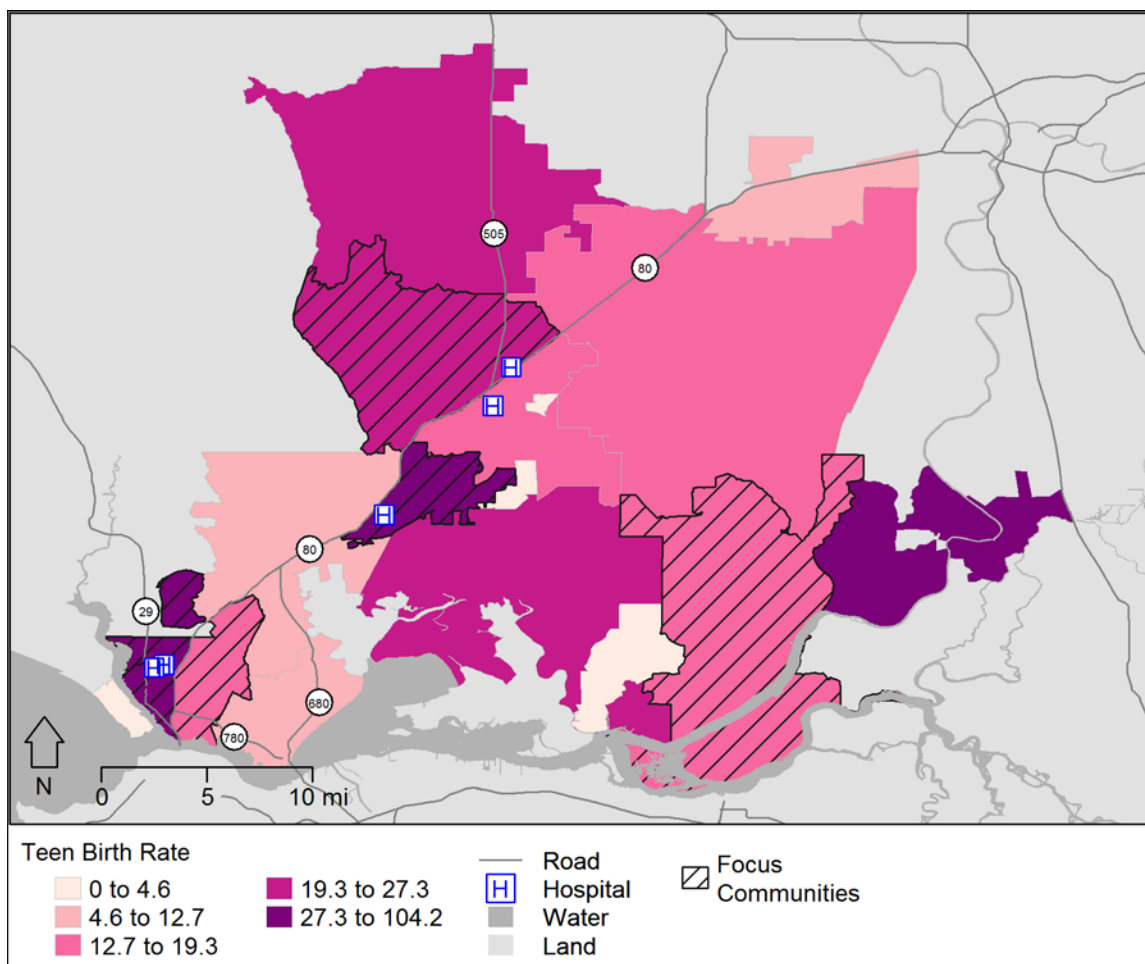 505
80
H
H
H
80
29
H
H
680
780
N
0 5 10 mi
Teen Birth Rate
0 to 4.6
4.6 to 12.7
12.7 to 19.3
19.3 to 27.3
27.3 to 104.2
Road
H Hospital
Water
Land
Focus
Communities